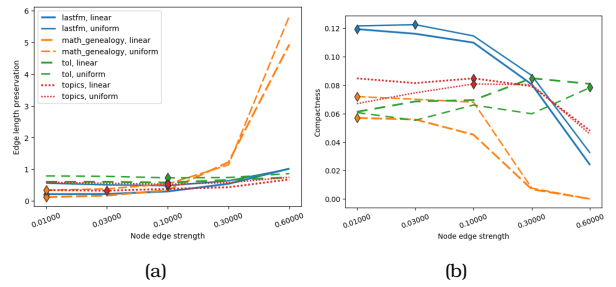 lastfm, linear
lastfm, uniform
math_genealogy, linear
math_genealogy, uniform
tol, linear
tol, uniform
topics, linear
topics, uniform
Edge length preservation
6
5
4
3
2
1
0
0.01000
0.03000
0.10000
0.30000
0.60000
Node edge strength
(a)
Compactness
0.12
0.10
0.08
0.06
0.04
0.02
0.00
0.01000
0.03000
0.10000
0.30000
0.60000
Node edge strength
(b)